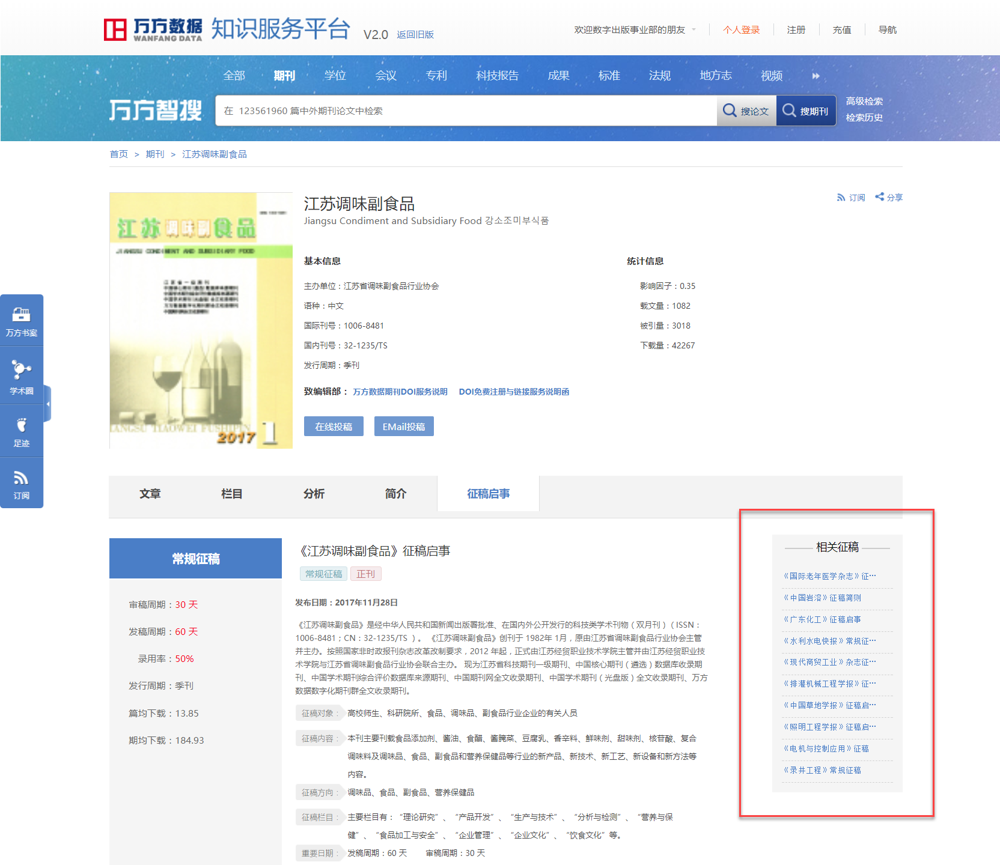 万方数据 知识服务平台 V2.0 返回旧版
WANFANG DATA
欢迎数字出版事业部的朋友 个人登录 注册 充值 导航
全部 期刊 学位 会议 专利 科技报告 成果 标准 法规 地方志 视频
万方智搜
在 123561960 篇中外期刊论文中检索
搜论文 搜期刊
高级检索
检索历史
首页 > 期刊 > 江苏调味副食品
江苏调味副食品
JIANGSU CONDIMENT AND SUBSIDIARY FOOD
JIANGSU TIAOWEI FUSHIPIN
2017 1
江苏调味副食品
Jiangsu Condiment and Subsidiary Food 강소조미부식품
订阅 分享
基本信息
主办单位：江苏省调味副食品行业协会
语种：中文
国际刊号：1006-8481
国内刊号：32-1235/TS
发行周期：季刊
统计信息
影响因子：0.35
载文量：1082
被引量：3018
下载量：42267
致编辑部： 万方数据期刊DOI服务说明 DOI免费注册与链接服务说明函
在线投稿 EMail投稿
万方书案
学术圈
足迹
订阅
文章 栏目 分析 简介 征稿启事
常规征稿
审稿周期：30 天
发稿周期：60 天
录用率：50%
发行周期：季刊
篇均下载：13.85
期均下载：184.93
《江苏调味副食品》征稿启事
常规征稿 正刊
发布日期：2017年11月28日
《江苏调味副食品》是经中华人民共和国新闻出版署批准、在国内外公开发行的科技类学术刊物（双月刊）（ISSN：
1006-8481；CN：32-1235/TS ）。 《江苏调味副食品》创刊于 1982年 1月，原由江苏省调味副食品行业协会主管
并主办。按照国家非时政报刊杂志改革改制要求，2012 年起，正式由江苏经贸职业技术学院主管并由江苏经贸职业技
术学院与江苏省调味副食品行业协会联合主办。 现为江苏省科技期刊一级期刊、中国核心期刊（遴选）数据库收录期
刊、中国学术期刊综合评价数据库来源期刊、中国期刊网全文收录期刊、中国学术期刊（光盘版）全文收录期刊、万方
数据数字化期刊群全文收录期刊。
征稿对象： 高校师生、科研院所、食品、调味品、副食品行业企业的有关人员
征稿内容： 本刊主要刊载食品添加剂、酱油、食醋、酱腌菜、豆腐乳、香辛料、鲜味剂、甜味剂、核苷酸、复合
调味料及调味品、食品、副食品和营养保健品等行业的新产品、新技术、新工艺、新设备和新方法等
内容。
征稿方向： 调味品、食品、副食品、营养保健品
征稿栏目： 主要栏目有：“理论研究”、“产品开发”、“生产与技术”、“分析与检测”、“营养与保
健”、“食品加工与安全”、“企业管理”、“企业文化”、“饮食文化”等。
重要日期： 发稿周期：60 天 审稿周期：30 天
相关征稿
《国际老年医学杂志》征…
《中国岩溶》征稿简则
《广东化工》征稿启事
《水利水电快报》常规征…
《现代商贸工业》杂志征…
《排灌机械工程学报》征…
《中国草地学报》征稿启…
《照明工程学报》征稿启…
《电机与控制应用》征稿
《录井工程》常规征稿